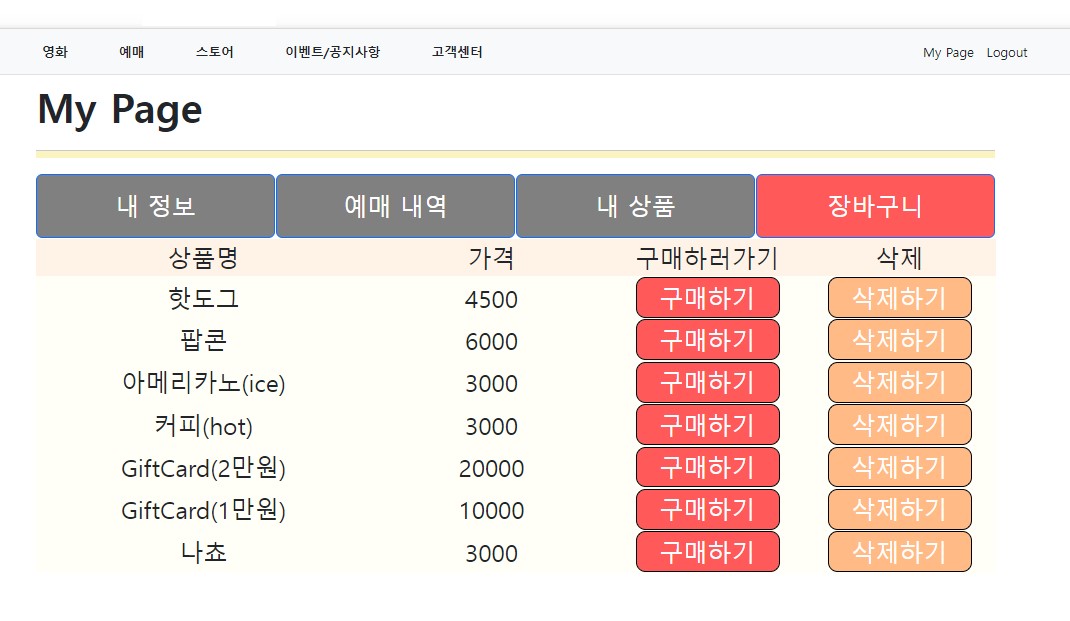 영화 예매 스토어 이벤트/공지사항 고객센터 My Page Logout
My Page
내 정보 예매 내역 내 상품 장바구니
상품명 가격 구매하러가기 삭제
핫도그 4500 구매하기 삭제하기
팝콘 6000 구매하기 삭제하기
아메리카노(ice) 3000 구매하기 삭제하기
커피(hot) 3000 구매하기 삭제하기
GiftCard(2만원) 20000 구매하기 삭제하기
GiftCard(1만원) 10000 구매하기 삭제하기
나쵸 3000 구매하기 삭제하기